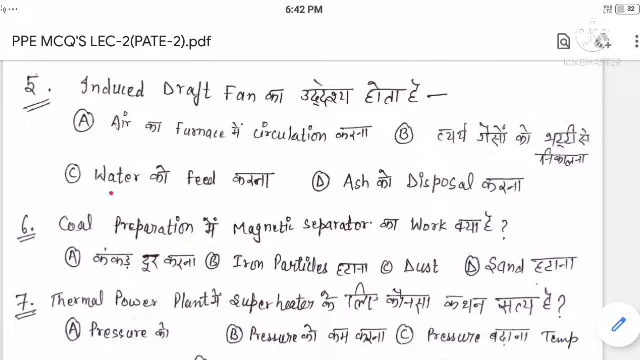 6:42 PM
32
PPE MCQ'S LEC-2(PATE-2).pdf
KINEMASTER
5. Induced Draft Fan का उद्देश्य होता है —
Ⓐ Air का Furnace में circulation करना Ⓑ व्यर्थ गैसों को भट्टी से
निकालना
Ⓒ Water को feed करना Ⓓ Ash को Disposal करना
6. Coal Preparation में Magnetic separator का Work क्या है ?
Ⓐ कंकड़ दूर करना Ⓑ Iron Particles हटाना Ⓒ Dust Ⓓ Sand हटाना
7. Thermal Power Plant में superheater के लिए कौनसा कथन सत्य है ?
Ⓐ Pressure को Ⓑ Pressure को कम करना Ⓒ Pressure बढ़ाना Temp